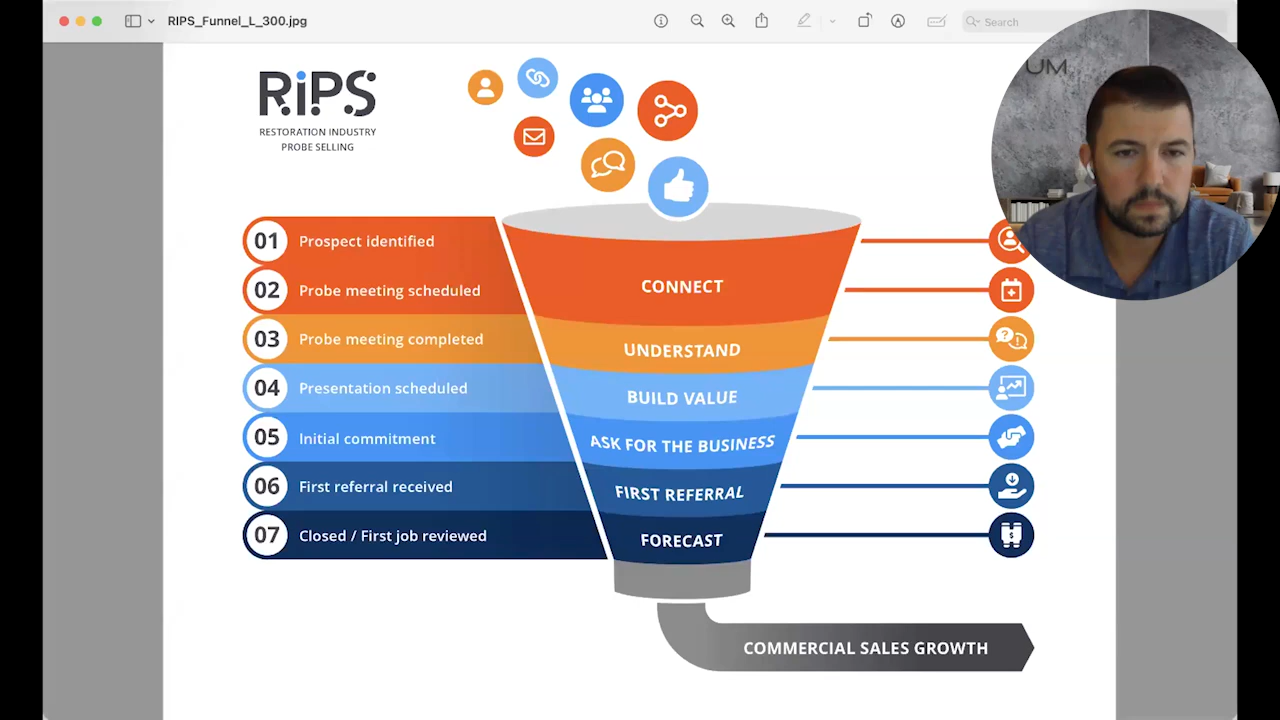 RIPS_Funnel_L_300.jpg
Search
UM
RiPS
RESTORATION INDUSTRY
PROBE SELLING
01 Prospect identified
02 Probe meeting scheduled
03 Probe meeting completed
04 Presentation scheduled
05 Initial commitment
06 First referral received
07 Closed / First job reviewed
CONNECT
UNDERSTAND
BUILD VALUE
ASK FOR THE BUSINESS
FIRST REFERRAL
FORECAST
COMMERCIAL SALES GROWTH